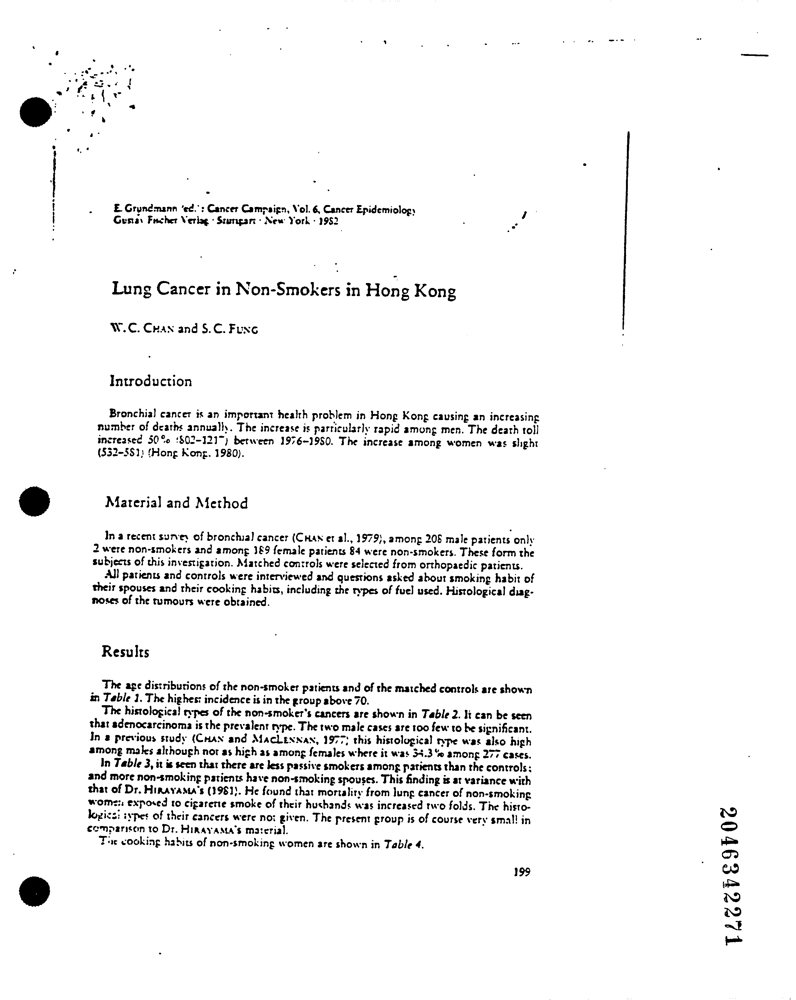 E. Grundmann (ed.): Cancer Campaign, Vol. 6, Cancer Epidemiology
Gustav Fischer Verlag · Stuttgart · New York · 1982
Lung Cancer in Non-Smokers in Hong Kong
W. C. CHAN and S. C. FUNG
Introduction
Bronchial cancer is an important health problem in Hong Kong causing an increasing
number of deaths annually. The increase is particularly rapid among men. The death toll
increased 50% (802–1217) between 1976–1980. The increase among women was slight
(532–581) (Hong Kong, 1980).
Material and Method
In a recent survey of bronchial cancer (CHAN et al., 1979), among 208 male patients only
2 were non-smokers and among 189 female patients 84 were non-smokers. These form the
subjects of this investigation. Matched controls were selected from orthopaedic patients.
All patients and controls were interviewed and questions asked about smoking habit of
their spouses and their cooking habits, including the types of fuel used. Histological diag-
noses of the tumours were obtained.
Results
The age distributions of the non-smoker patients and of the matched controls are shown
in Table 1. The highest incidence is in the group above 70.
The histological types of the non-smoker's cancers are shown in Table 2. It can be seen
that adenocarcinoma is the prevalent type. The two male cases are too few to be significant.
In a previous study (CHAN and MACLENNAN, 1977) this histological type was also high
among males although not as high as among females where it was 34.3% among 277 cases.
In Table 3, it is seen that there are less passive smokers among patients than the controls;
and more non-smoking patients have non-smoking spouses. This finding is at variance with
that of Dr. HIRAYAMA's (1981). He found that mortality from lung cancer of non-smoking
women exposed to cigarette smoke of their husbands was increased two folds. The histo-
logical types of their cancers were not given. The present group is of course very small in
comparison to Dr. HIRAYAMA's material.
The cooking habits of non-smoking women are shown in Table 4.
199
2046342271